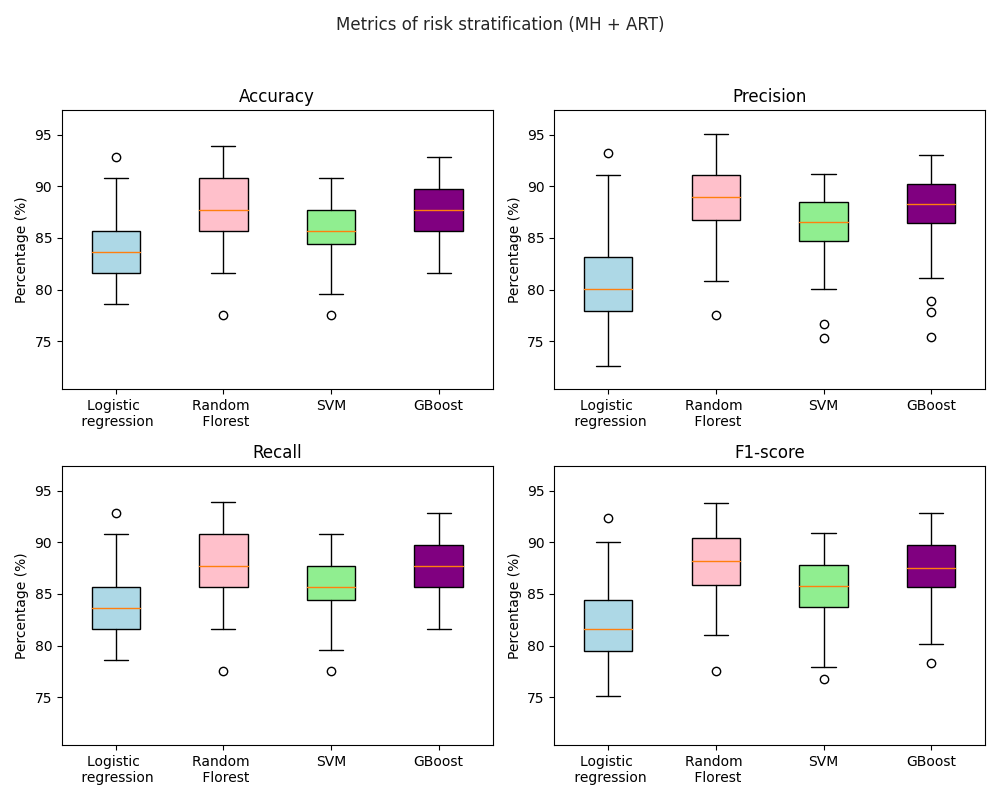 Metrics of risk stratification (MH + ART)
Accuracy
Percentage (%)
95
90
85
80
75
Logistic
regression
Random
Florest
SVM
GBoost
Precision
Percentage (%)
95
90
85
80
75
Logistic
regression
Random
Florest
SVM
GBoost
Recall
Percentage (%)
95
90
85
80
75
Logistic
regression
Random
Florest
SVM
GBoost
F1-score
Percentage (%)
95
90
85
80
75
Logistic
regression
Random
Florest
SVM
GBoost